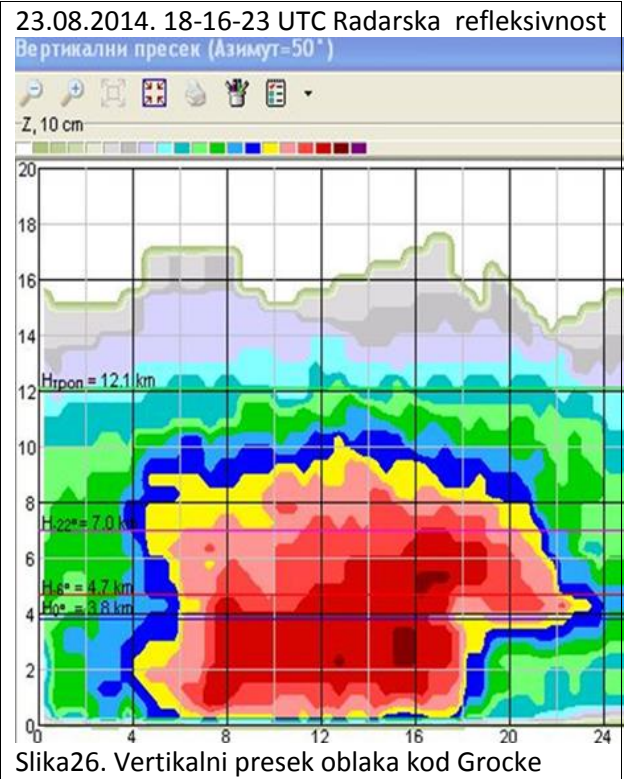 23.08.2014. 18-16-23 UTC Radarska refleksivnost
Вертикални пресек (Азимут=50°)
Z, 10 cm
20
18
16
14
Hтроп = 12.1 km
12
10
8
H-22° = 7.0 km
6
H-6° = 4.7 km
4
H0° = 3.8 km
2
0
0 4 8 12 16 20 24
Slika26. Vertikalni presek oblaka kod Grocke